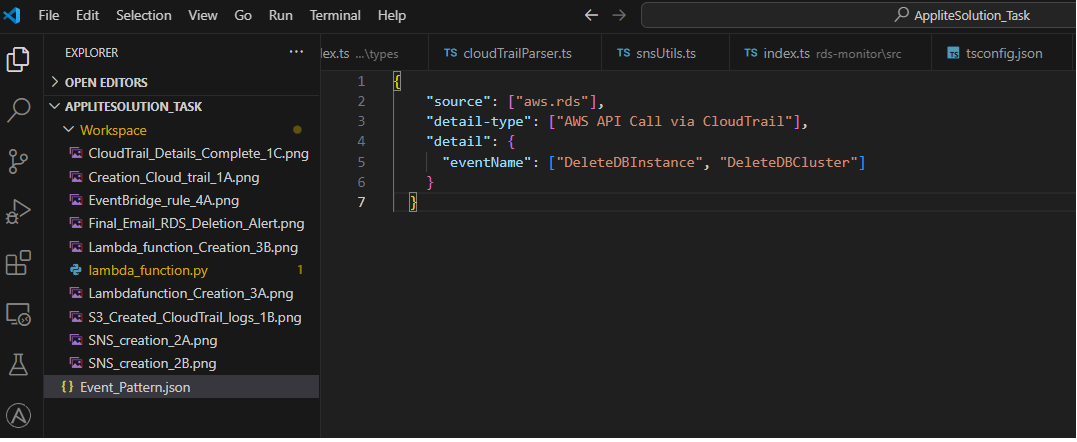 File Edit Selection View Go Run Terminal Help
AppliteSolution_Task
EXPLORER
OPEN EDITORS
APPLITESOLUTION_TASK
Workspace
CloudTrail_Details_Complete_1C.png
Creation_Cloud_trail_1A.png
EventBridge_rule_4A.png
Final_Email_RDS_Deletion_Alert.png
Lambda_function_Creation_3B.png
lambda_function.py 1
Lambdafunction_Creation_3A.png
S3_Created_CloudTrail_logs_1B.png
SNS_creation_2A.png
SNS_creation_2B.png
{} Event_Pattern.json
dex.ts ...\types TS cloudTrailParser.ts TS snsUtils.ts TS index.ts rds-monitor\src TS tsconfig.json
1 {
2 "source": ["aws.rds"],
3 "detail-type": ["AWS API Call via CloudTrail"],
4 "detail": {
5 "eventName": ["DeleteDBInstance", "DeleteDBCluster"]
6 }
7 }